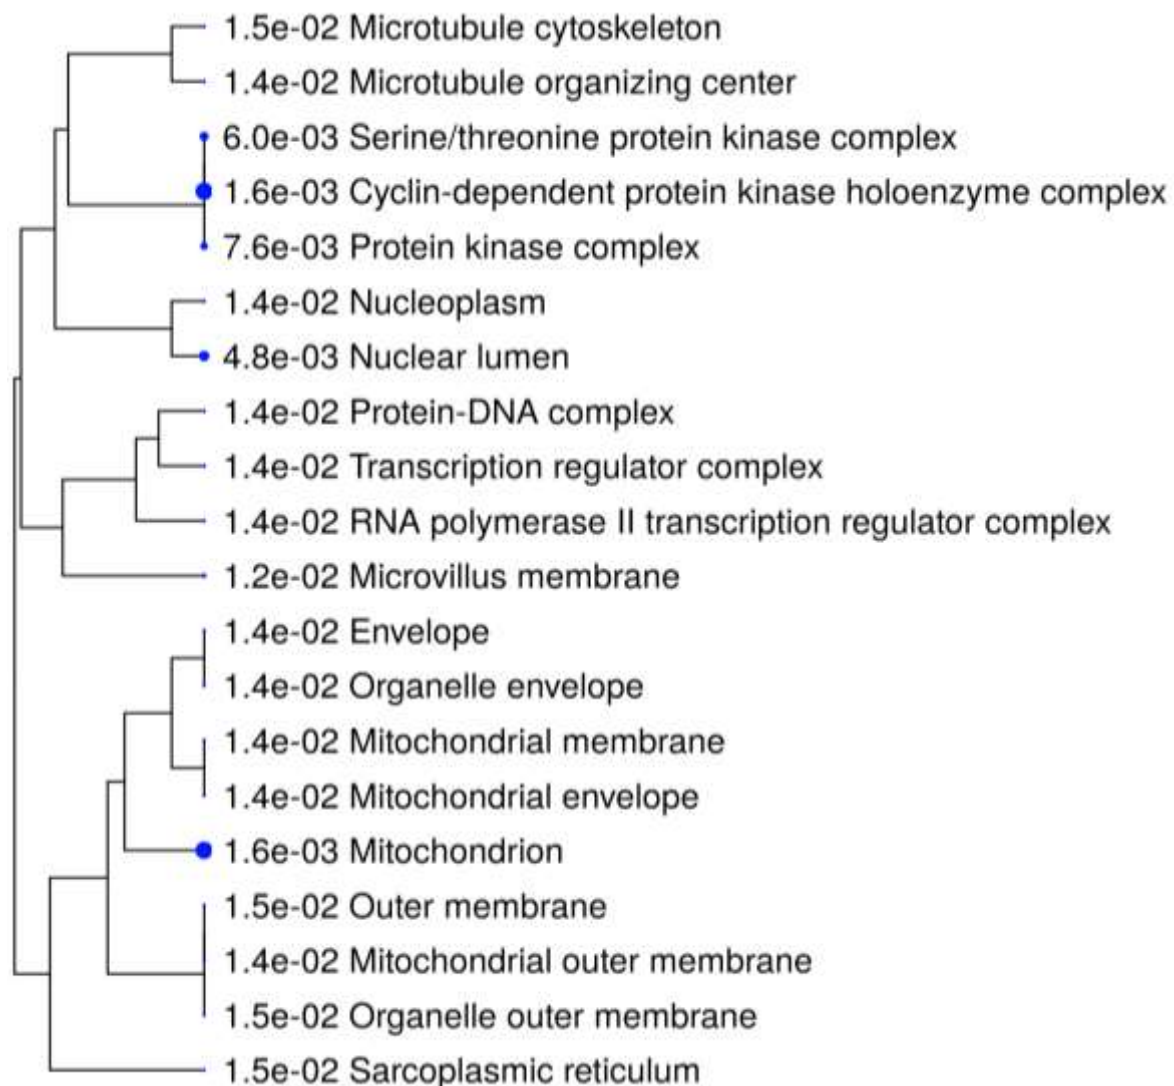 1.5e-02 Microtubule cytoskeleton
1.4e-02 Microtubule organizing center
6.0e-03 Serine/threonine protein kinase complex
1.6e-03 Cyclin-dependent protein kinase holoenzyme complex
7.6e-03 Protein kinase complex
1.4e-02 Nucleoplasm
4.8e-03 Nuclear lumen
1.4e-02 Protein-DNA complex
1.4e-02 Transcription regulator complex
1.4e-02 RNA polymerase II transcription regulator complex
1.2e-02 Microvillus membrane
1.4e-02 Envelope
1.4e-02 Organelle envelope
1.4e-02 Mitochondrial membrane
1.4e-02 Mitochondrial envelope
1.6e-03 Mitochondrion
1.5e-02 Outer membrane
1.4e-02 Mitochondrial outer membrane
1.5e-02 Organelle outer membrane
1.5e-02 Sarcoplasmic reticulum